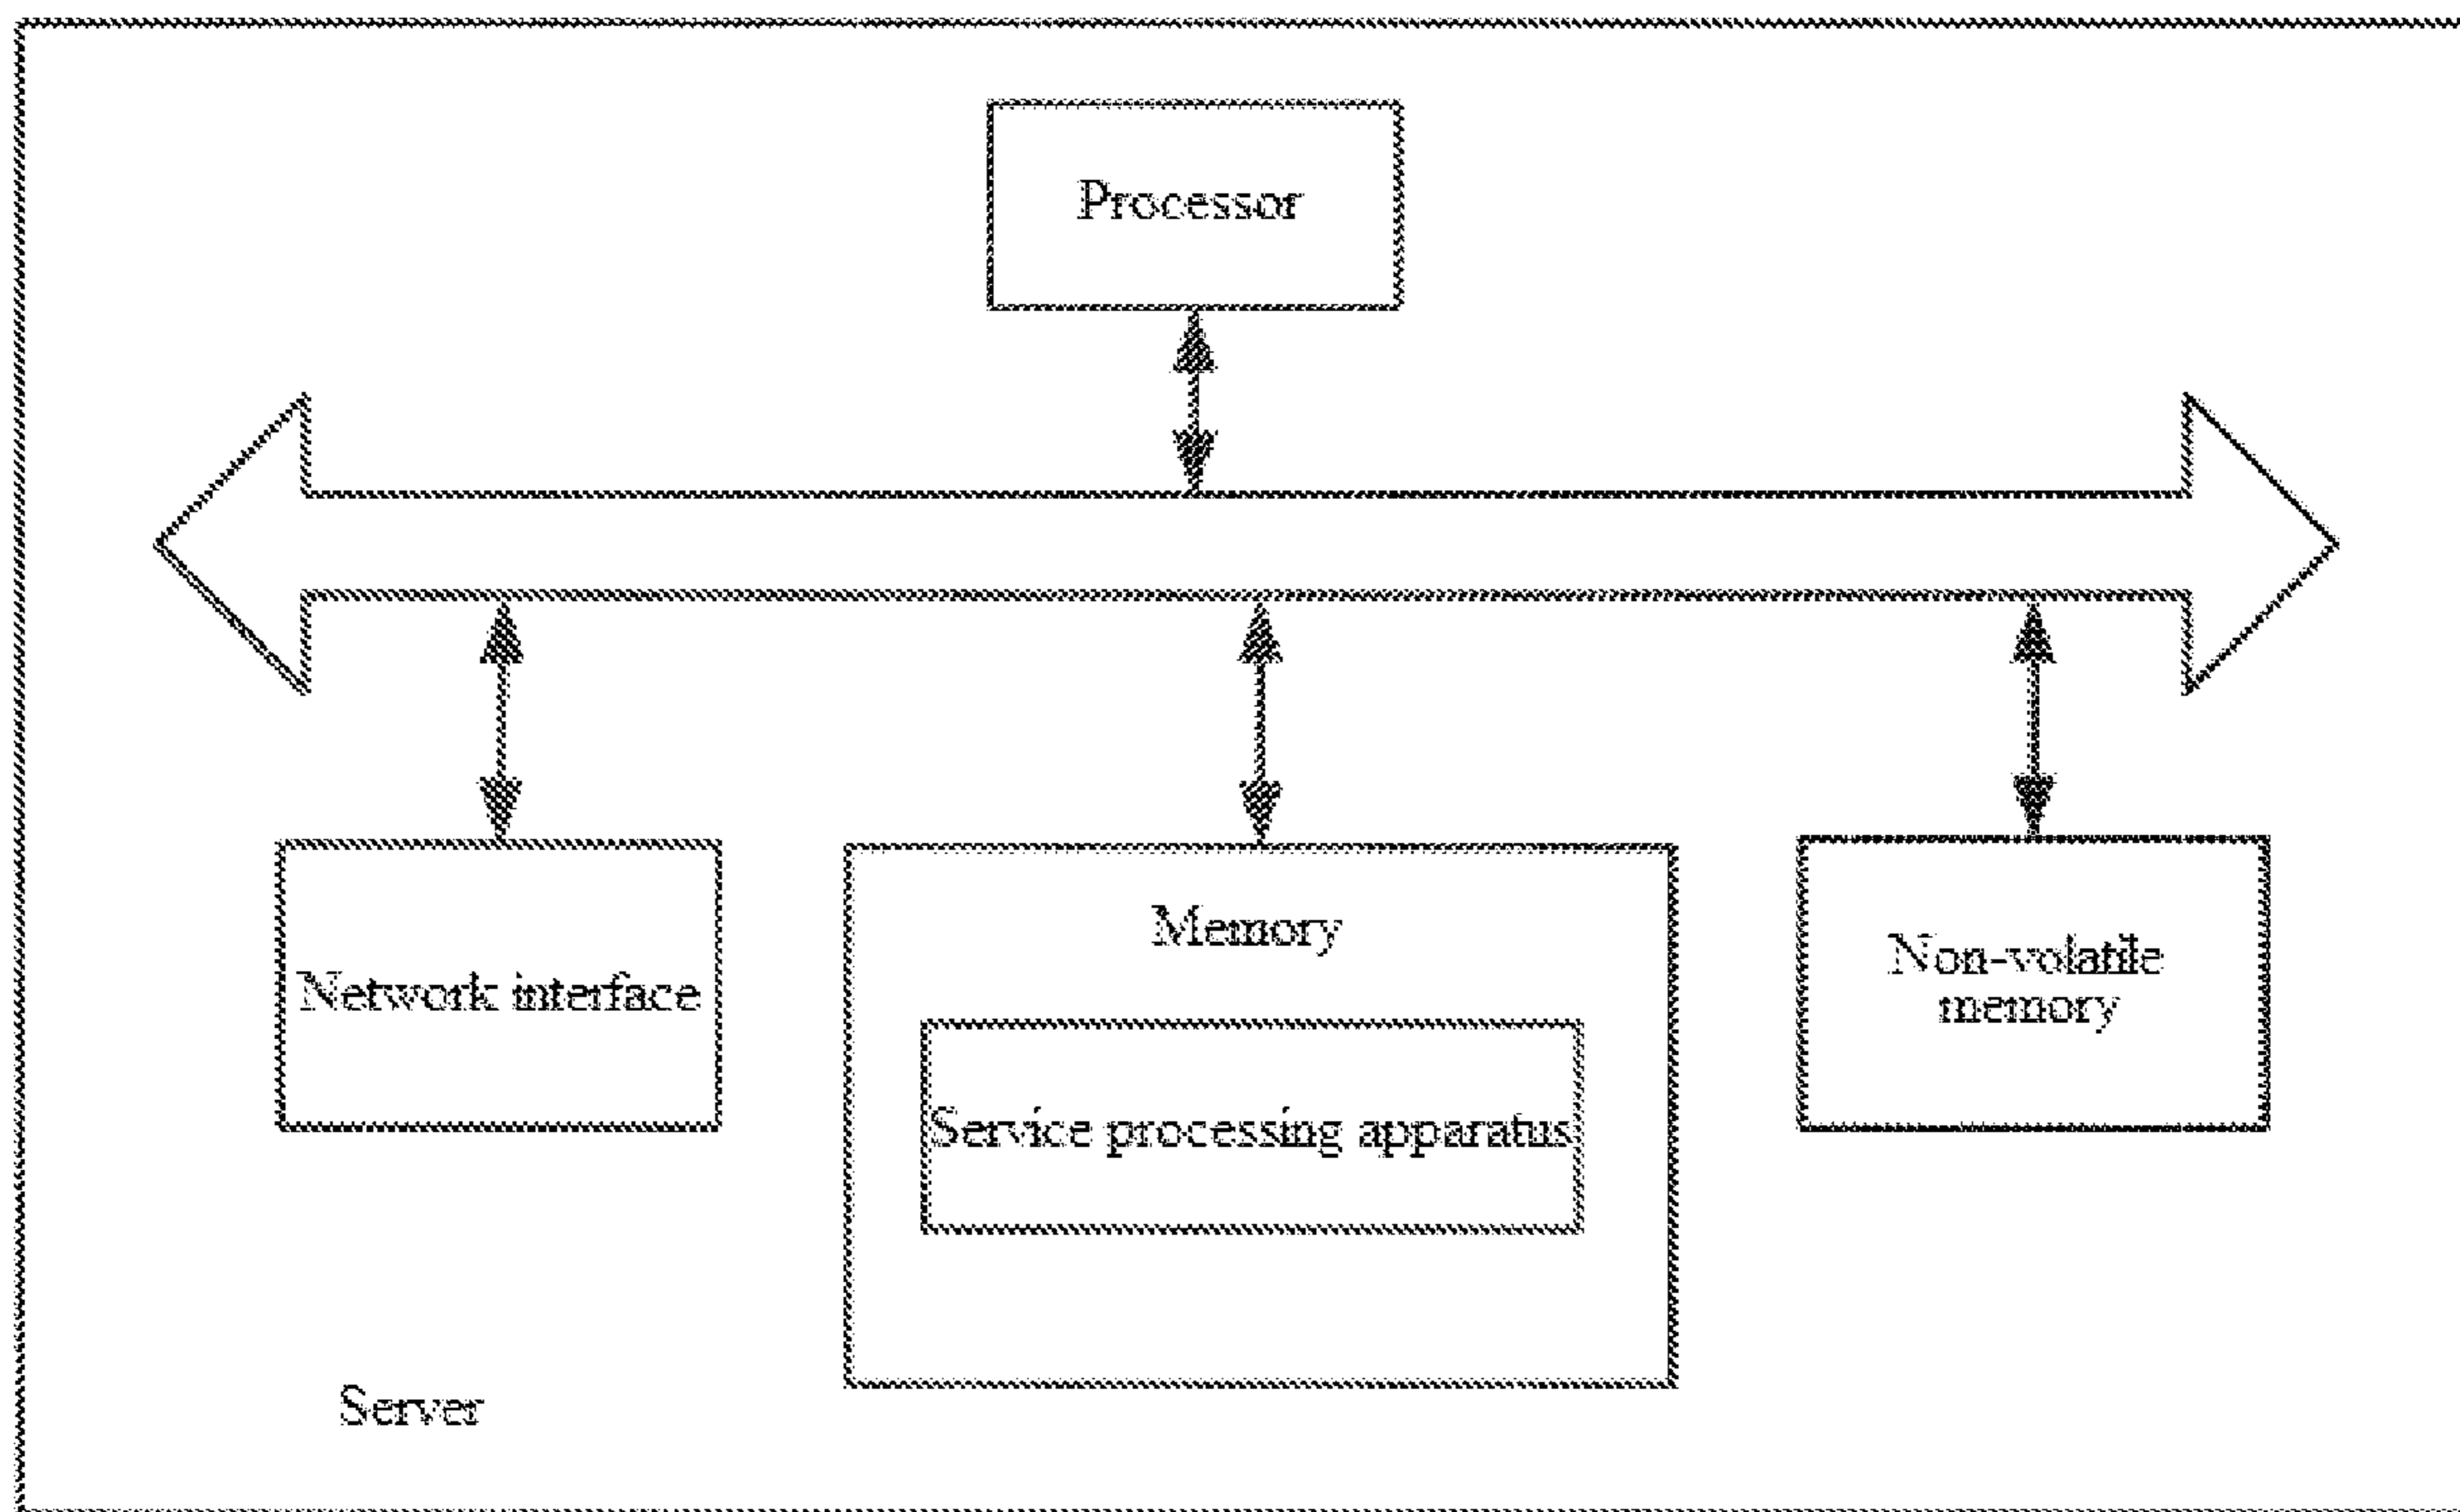 Processor
Network interface
Memory
Service processing apparatus
Non-volatile
memory
Server